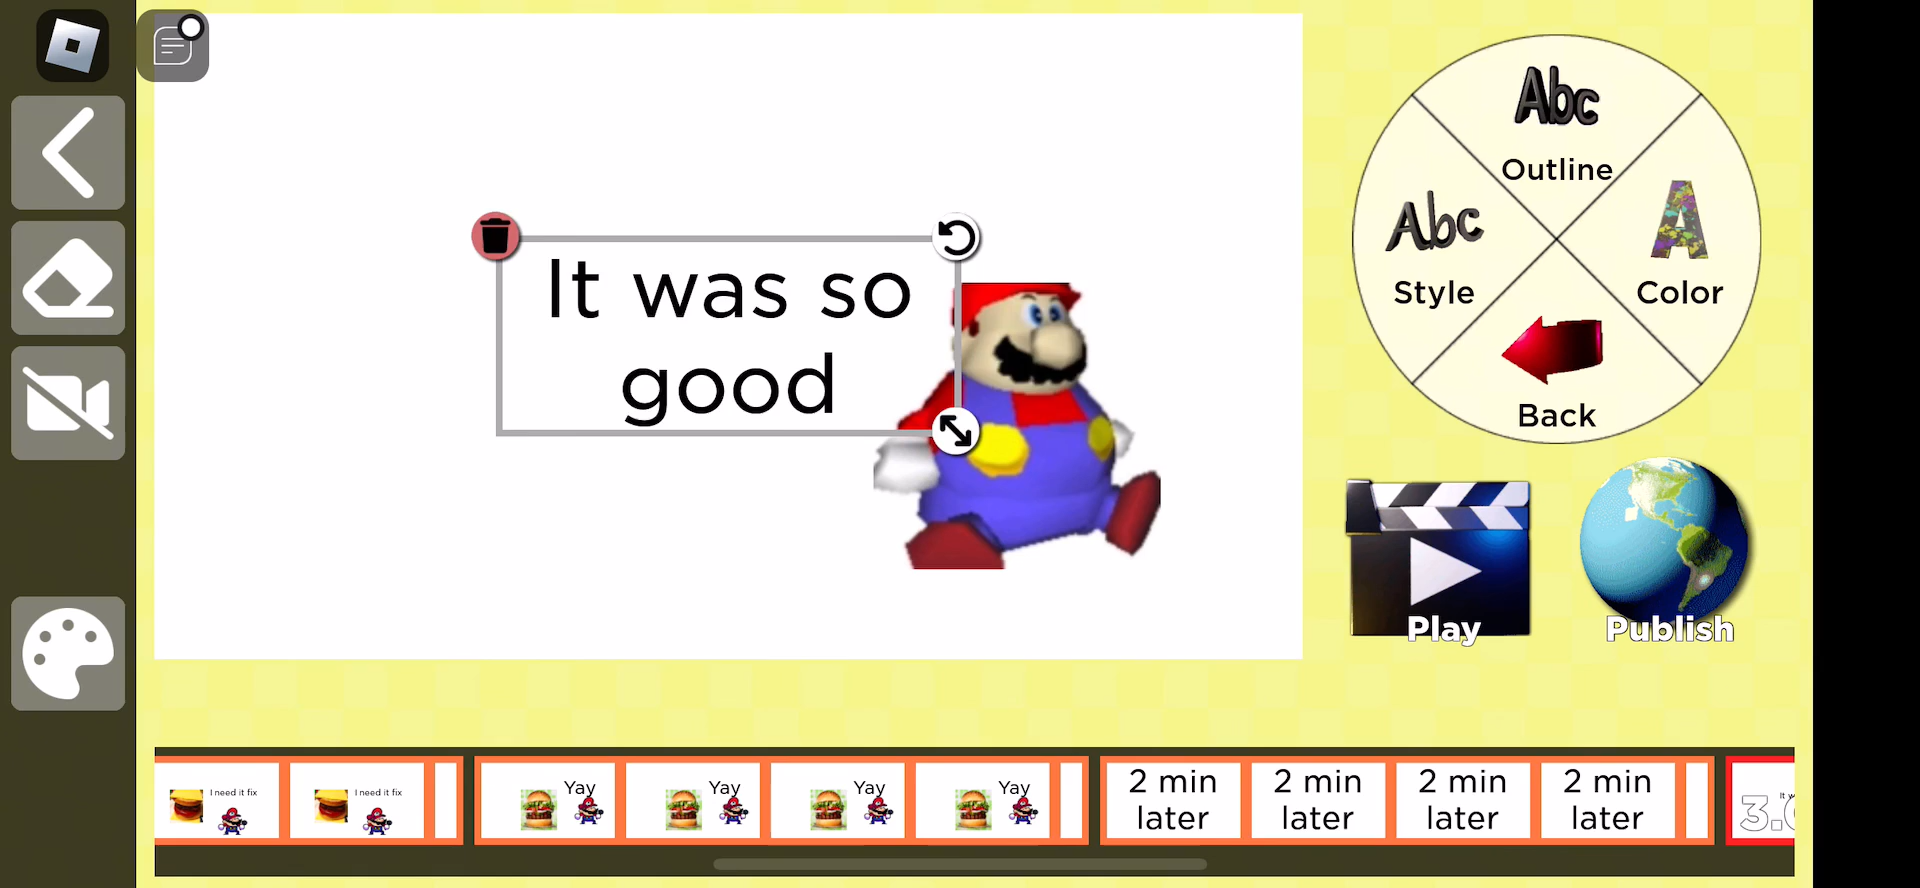 Abc
Outline
Abc
Style
A
Color
Back
It was so
good
Play
Publish
I need it fix
I need it fix
Yay
Yay
Yay
Yay
2 min
later
2 min
later
2 min
later
2 min
later